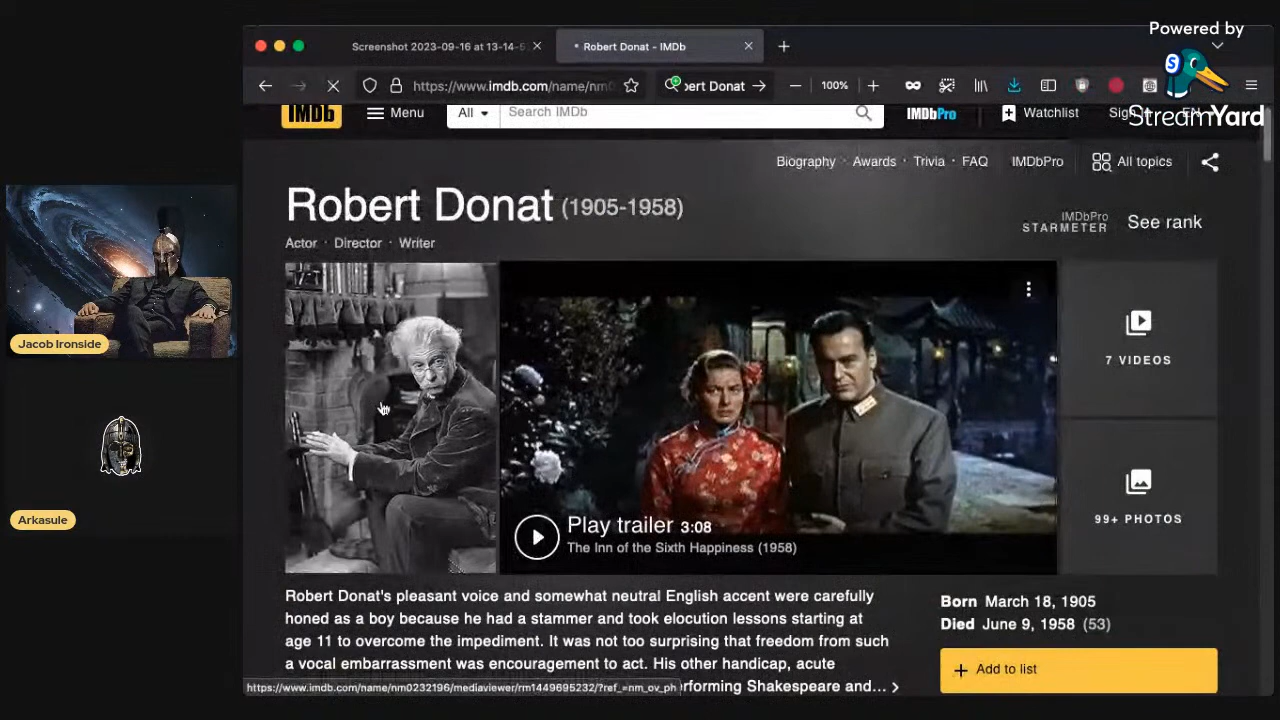 Powered by
StreamYard
Screenshot 2023-09-16 at 13-14-5
Robert Donat - IMDb
https://www.imdb.com/name/nm0
bert Donat
100%
IMDb
Menu
All
Search IMDb
IMDbPro
Watchlist
Sign
EN
Biography · Awards · Trivia · FAQ
IMDbPro
All topics
Robert Donat (1905-1958)
Actor · Director · Writer
IMDbPro
STARMETER
See rank
Jacob Ironside
Arkasule
7 VIDEOS
99+ PHOTOS
Play trailer 3:08
The Inn of the Sixth Happiness (1958)
Robert Donat's pleasant voice and somewhat neutral English accent were carefully
honed as a boy because he had a stammer and took elocution lessons starting at
age 11 to overcome the impediment. It was not too surprising that freedom from such
a vocal embarrassment was encouragement to act. His other handicap, acute
rforming Shakespeare and...
Born March 18, 1905
Died June 9, 1958 (53)
+ Add to list
https://www.imdb.com/name/nm0232196/mediaviewer/rm1449695232/?ref_=nm_ov_ph